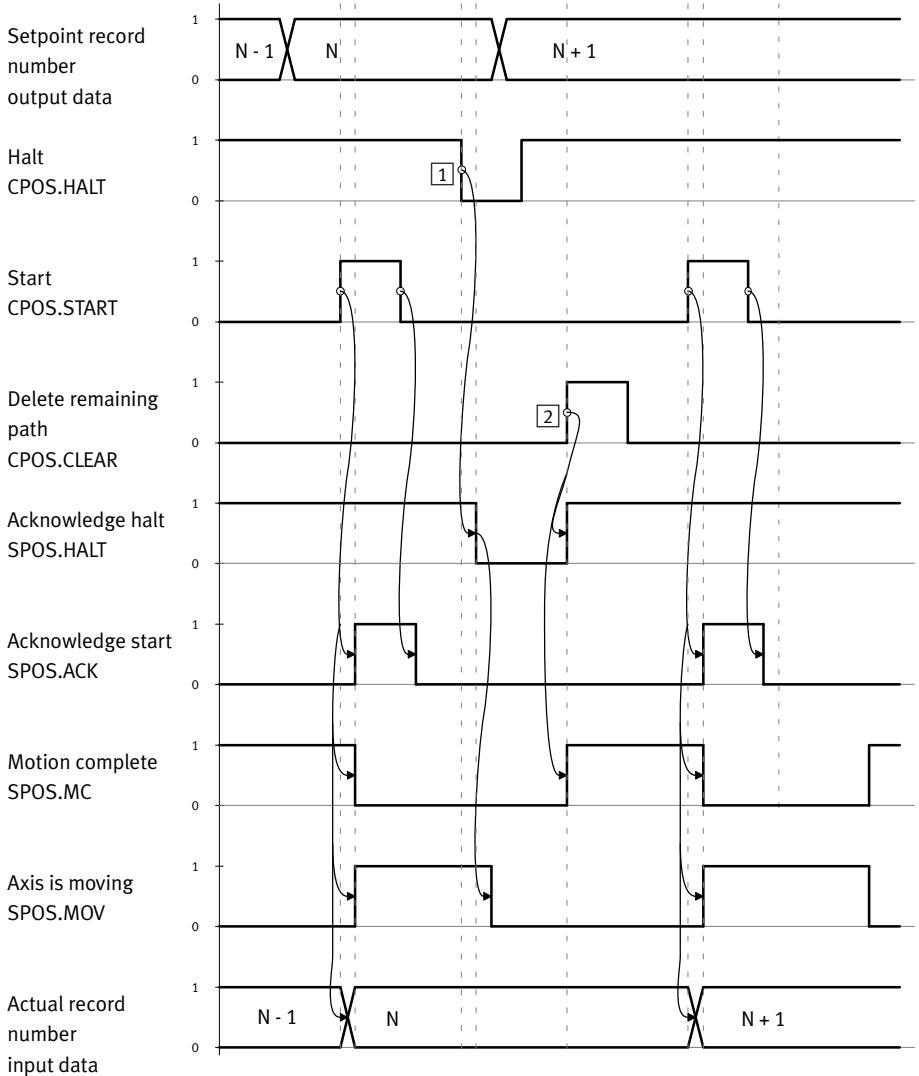 1
Setpoint record
number
output data
N - 1
N
N + 1
0
1
Halt
CPOS.HALT
1
0
1
Start
CPOS.START
0
1
Delete remaining
path
CPOS.CLEAR
2
0
1
Acknowledge halt
SPOS.HALT
0
1
Acknowledge start
SPOS.ACK
0
1
Motion complete
SPOS.MC
0
1
Axis is moving
SPOS.MOV
0
1
Actual record
number
input data
N - 1
N
N + 1
0